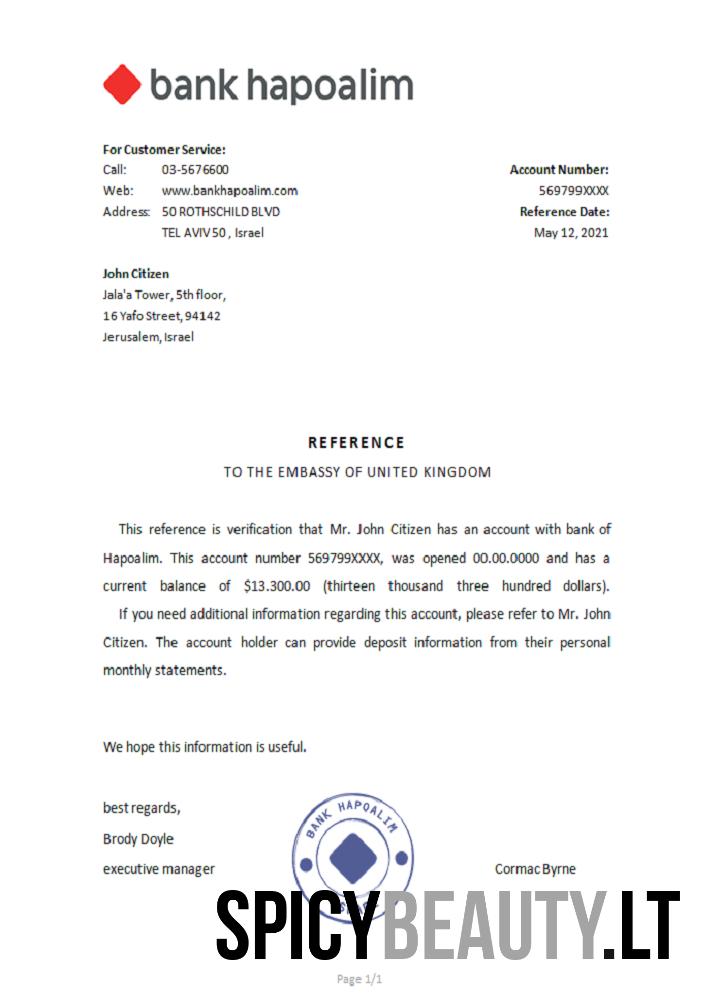 bank hapoalim
For Customer Service:
Call: 03-5676600
Account Number:
Web: www.bankhapoalim.com
569799XXXX
Address: 50 ROTHSCHILD BLVD
Reference Date:
TEL AVIV 50 , Israel
May 12, 2021
John Citizen
Jala'a Tower, 5th floor,
16 Yafo Street, 94142
Jerusalem, Israel
REFERENCE
TO THE EMBASSY OF UNITED KINGDOM
This reference is verification that Mr. John Citizen has an account with bank of
Hapoalim. This account number 569799XXXX, was opened 00.00.0000 and has a
current balance of $13.300.00 (thirteen thousand three hundred dollars).
If you need additional information regarding this account, please refer to Mr. John
Citizen. The account holder can provide deposit information from their personal
monthly statements.
We hope this information is useful.
best regards,
Brody Doyle
executive manager
BANK HAPOALIM
Cormac Byrne
SPICYBEAUTY.LT
Page 1/1